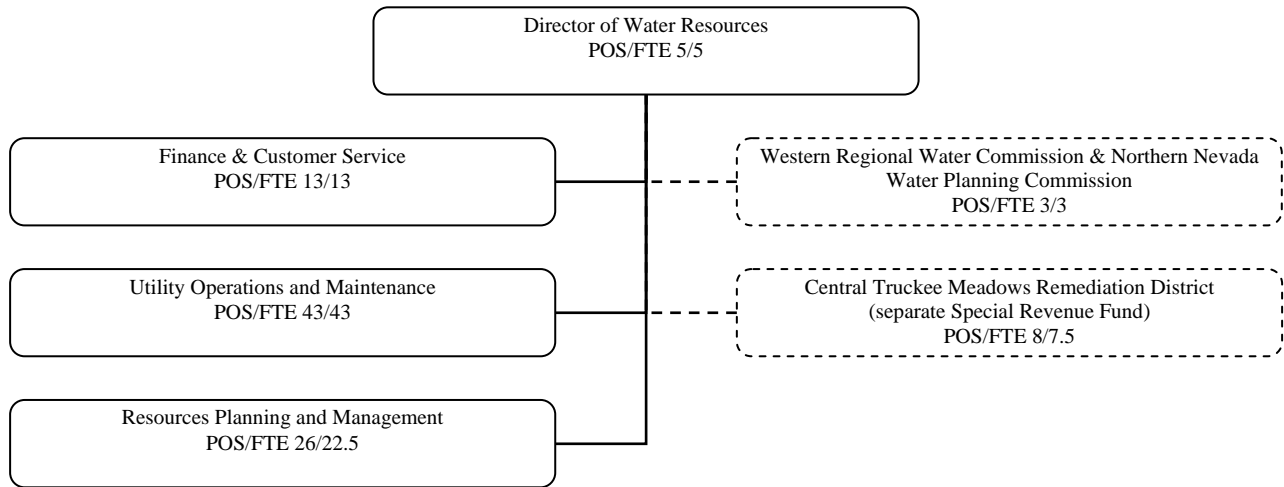 Director of Water Resources
POS/FTE 5/5
Finance & Customer Service
POS/FTE 13/13
Western Regional Water Commission & Northern Nevada
Water Planning Commission
POS/FTE 3/3
Utility Operations and Maintenance
POS/FTE 43/43
Central Truckee Meadows Remediation District
(separate Special Revenue Fund)
POS/FTE 8/7.5
Resources Planning and Management
POS/FTE 26/22.5